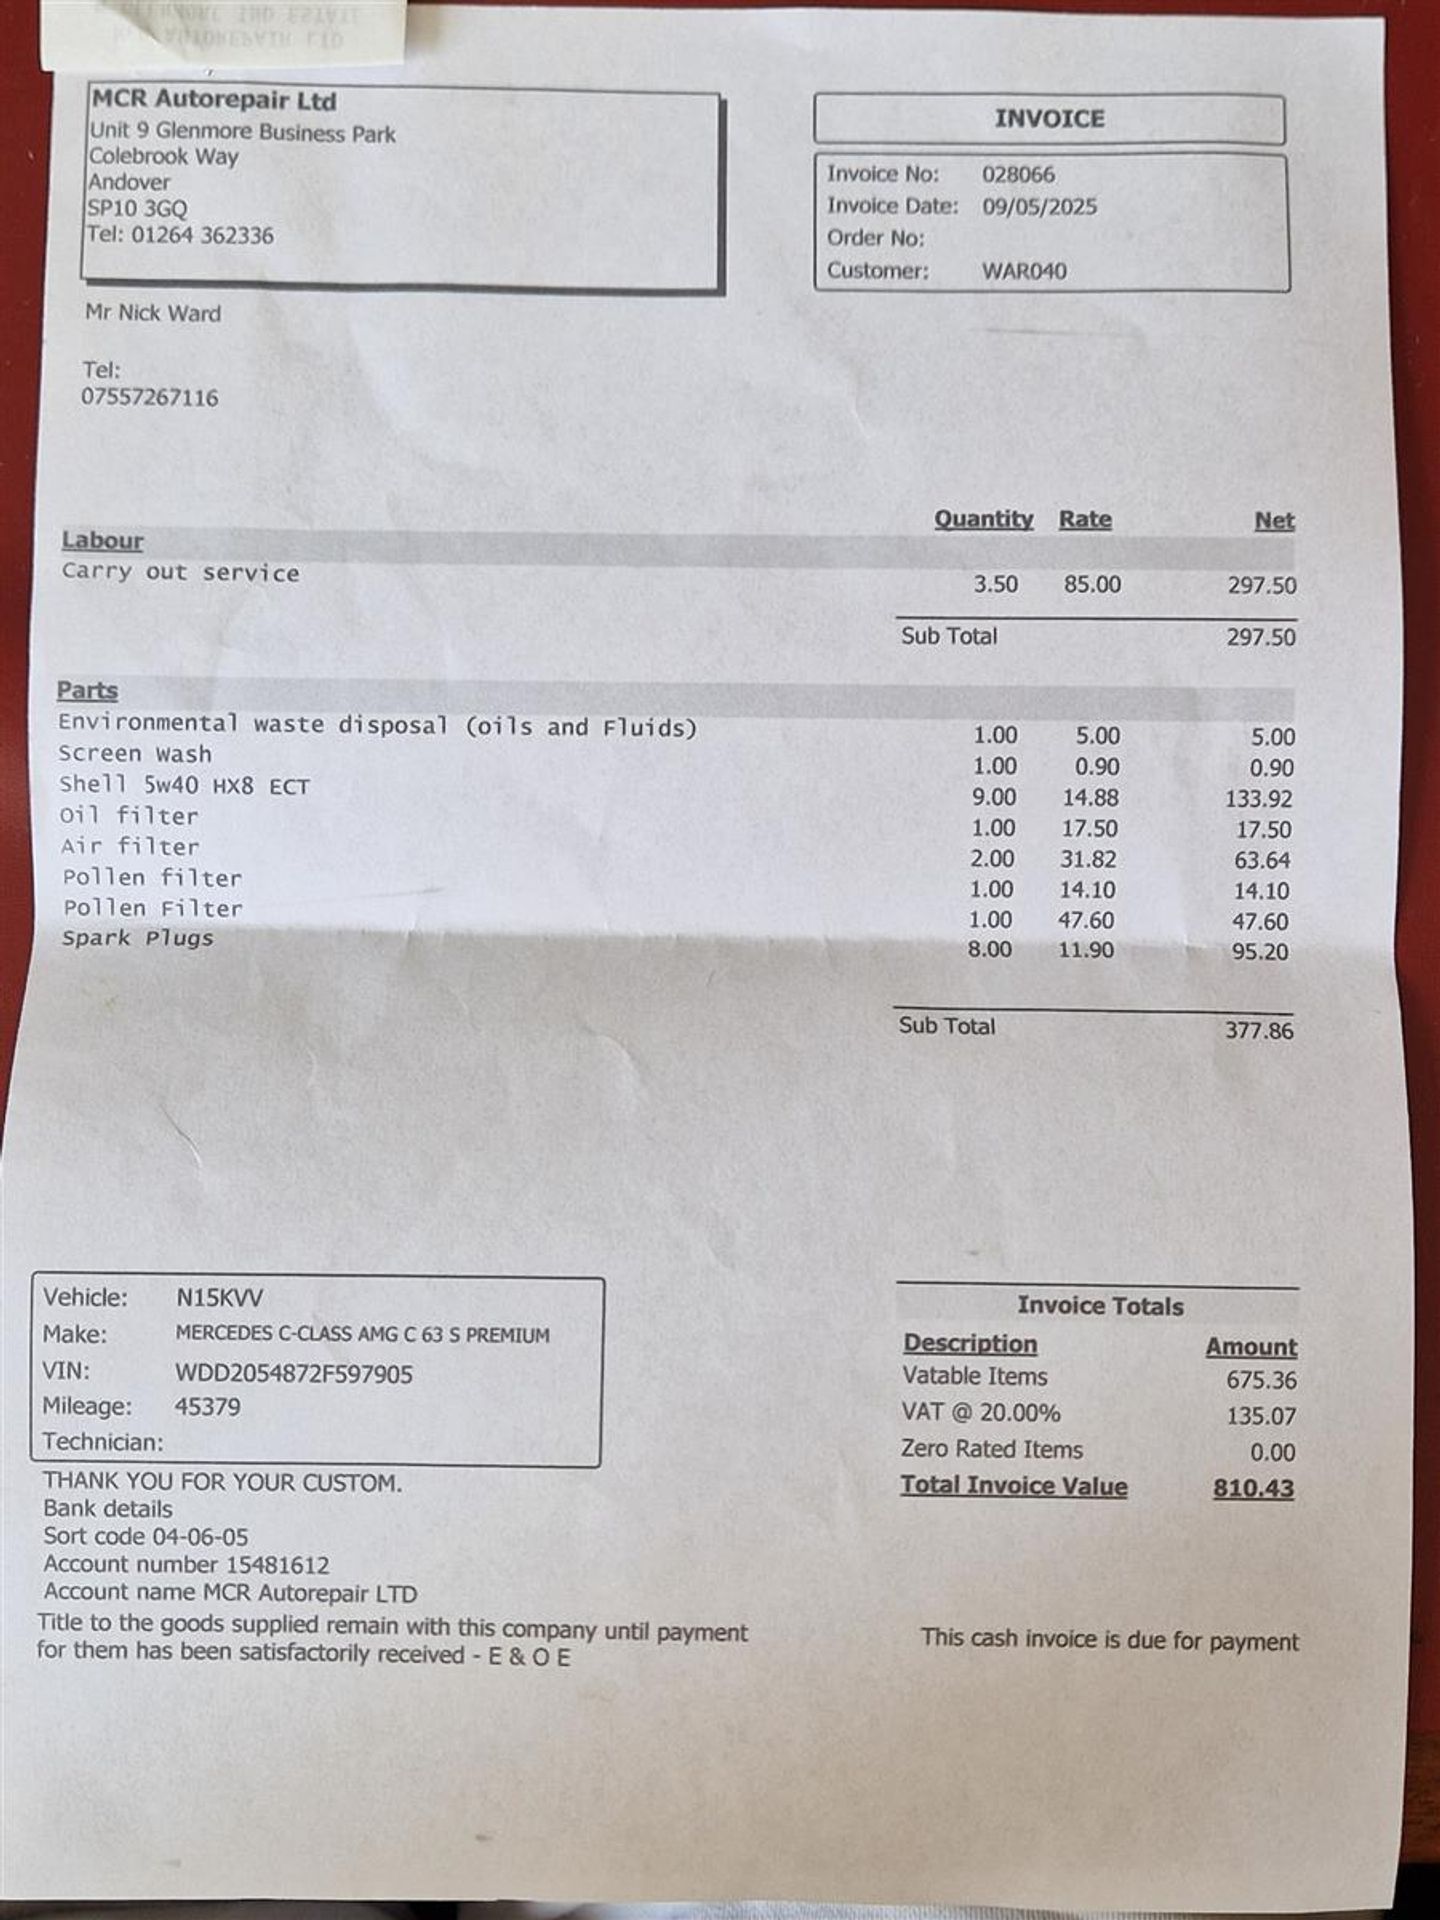 MCR Autorepair Ltd
Unit 9 Glenmore Business Park
Colebrook Way
Andover
SP10 3GQ
Tel: 01264 362336
INVOICE
Invoice No: 028066
Invoice Date: 09/05/2025
Order No:
Customer: WAR040
Mr Nick Ward
Tel:
07557267116
Quantity Rate Net
Labour
Carry out service 3.50 85.00 297.50
Sub Total 297.50
Parts
Environmental waste disposal (oils and Fluids) 1.00 5.00 5.00
Screen Wash 1.00 0.90 0.90
Shell 5w40 HX8 ECT 9.00 14.88 133.92
Oil filter 1.00 17.50 17.50
Air filter 2.00 31.82 63.64
Pollen filter 1.00 14.10 14.10
Pollen Filter 1.00 47.60 47.60
Spark Plugs 8.00 11.90 95.20
Sub Total 377.86
Vehicle: N15KVV
Make: MERCEDES C-CLASS AMG C 63 S PREMIUM
VIN: WDD2054872F597905
Mileage: 45379
Technician:
Invoice Totals
Description Amount
Vatable Items 675.36
VAT @ 20.00% 135.07
Zero Rated Items 0.00
Total Invoice Value 810.43
THANK YOU FOR YOUR CUSTOM.
Bank details
Sort code 04-06-05
Account number 15481612
Account name MCR Autorepair LTD
Title to the goods supplied remain with this company until payment
for them has been satisfactorily received - E & O E
This cash invoice is due for payment